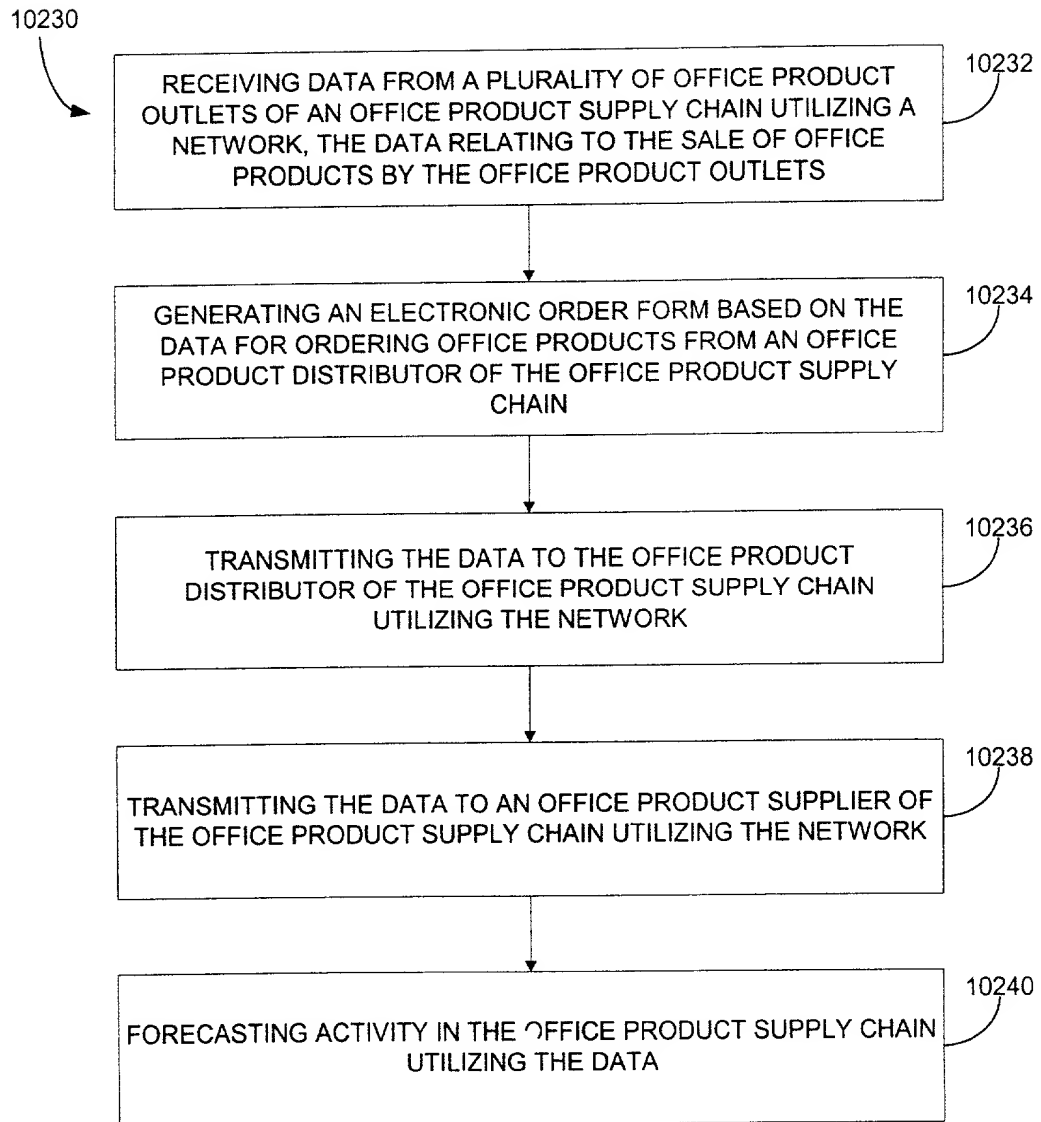 10230
10232
RECEIVING DATA FROM A PLURALITY OF OFFICE PRODUCT
OUTLETS OF AN OFFICE PRODUCT SUPPLY CHAIN UTILIZING A
NETWORK, THE DATA RELATING TO THE SALE OF OFFICE
PRODUCTS BY THE OFFICE PRODUCT OUTLETS
10234
GENERATING AN ELECTRONIC ORDER FORM BASED ON THE
DATA FOR ORDERING OFFICE PRODUCTS FROM AN OFFICE
PRODUCT DISTRIBUTOR OF THE OFFICE PRODUCT SUPPLY
CHAIN
10236
TRANSMITTING THE DATA TO THE OFFICE PRODUCT
DISTRIBUTOR OF THE OFFICE PRODUCT SUPPLY CHAIN
UTILIZING THE NETWORK
10238
TRANSMITTING THE DATA TO AN OFFICE PRODUCT SUPPLIER OF
THE OFFICE PRODUCT SUPPLY CHAIN UTILIZING THE NETWORK
10240
FORECASTING ACTIVITY IN THE OFFICE PRODUCT SUPPLY CHAIN
UTILIZING THE DATA